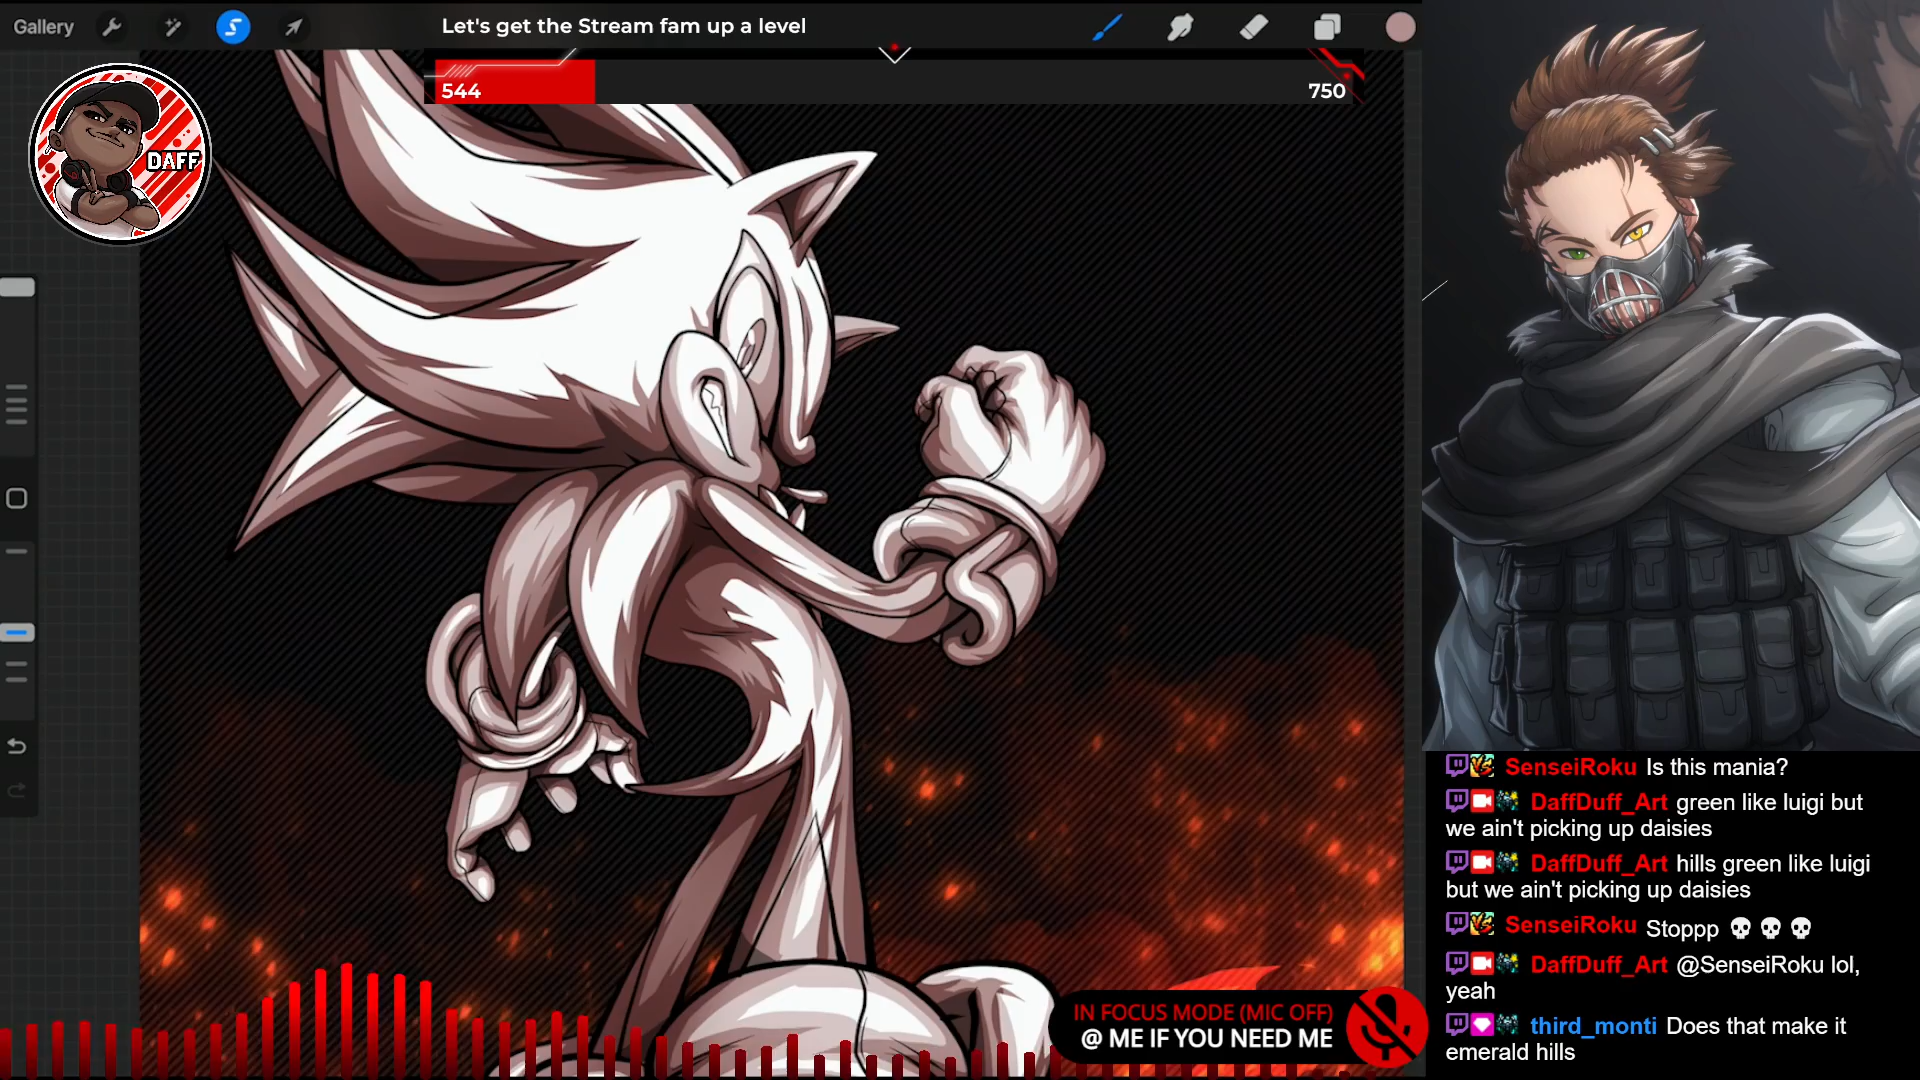 Gallery
Let's get the Stream fam up a level
544
750
DAFF
IN FOCUS MODE (MIC OFF)
@ ME IF YOU NEED ME
SenseiRoku Is this mania?
DaffDuff_Art green like luigi but
we ain't picking up daisies
DaffDuff_Art hills green like luigi
but we ain't picking up daisies
SenseiRoku Stoppp 💀 💀 💀
DaffDuff_Art @SenseiRoku lol,
yeah
third_monti Does that make it
emerald hills